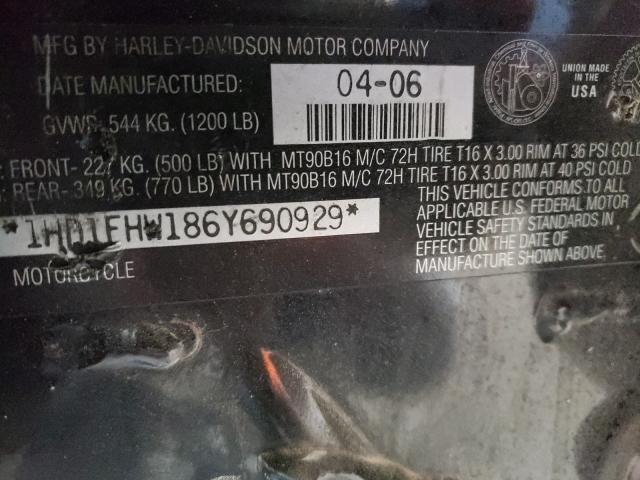 MFG BY HARLEY-DAVIDSON MOTOR COMPANY
DATE MANUFACTURED: 04-06
UNION MADE
IN THE
USA
GVWR- 544 KG. (1200 LB)
FRONT- 227 KG (500 LB) WITH MT90B16 M/C 72H TIRE T16 X 3.00 RIM AT 36 PSI COLD
REAR- 349 KG (770 LB) WITH MT90B16 M/C 72H TIRE T16 X 3.00 RIM AT 40 PSI COLD
*1HD1FHW186Y690929*
MOTORCYCLE
THIS VEHICLE CONFORMS TO ALL
APPLICABLE U.S. FEDERAL MOTOR
VEHICLE SAFETY STANDARDS IN
EFFECT ON THE DATE OF
MANUFACTURE SHOWN ABOVE.